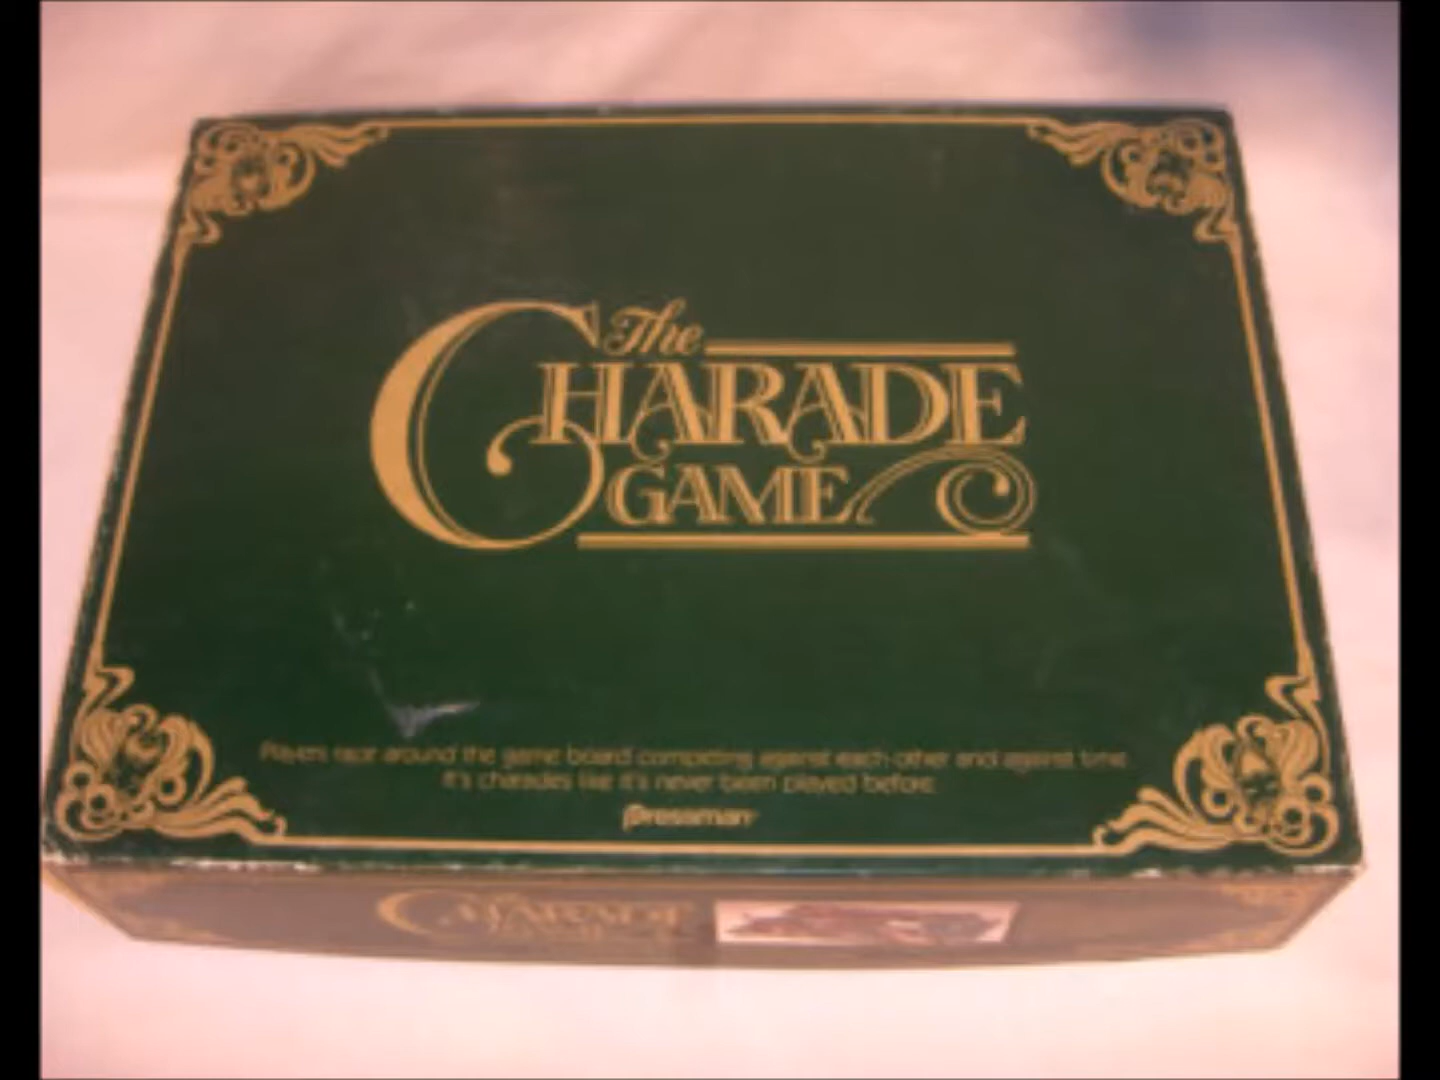 The
CHARADE
GAME
Players race around the game board competing against each other and against time.
It's charades like it's never been played before.
Pressman
CHARADE